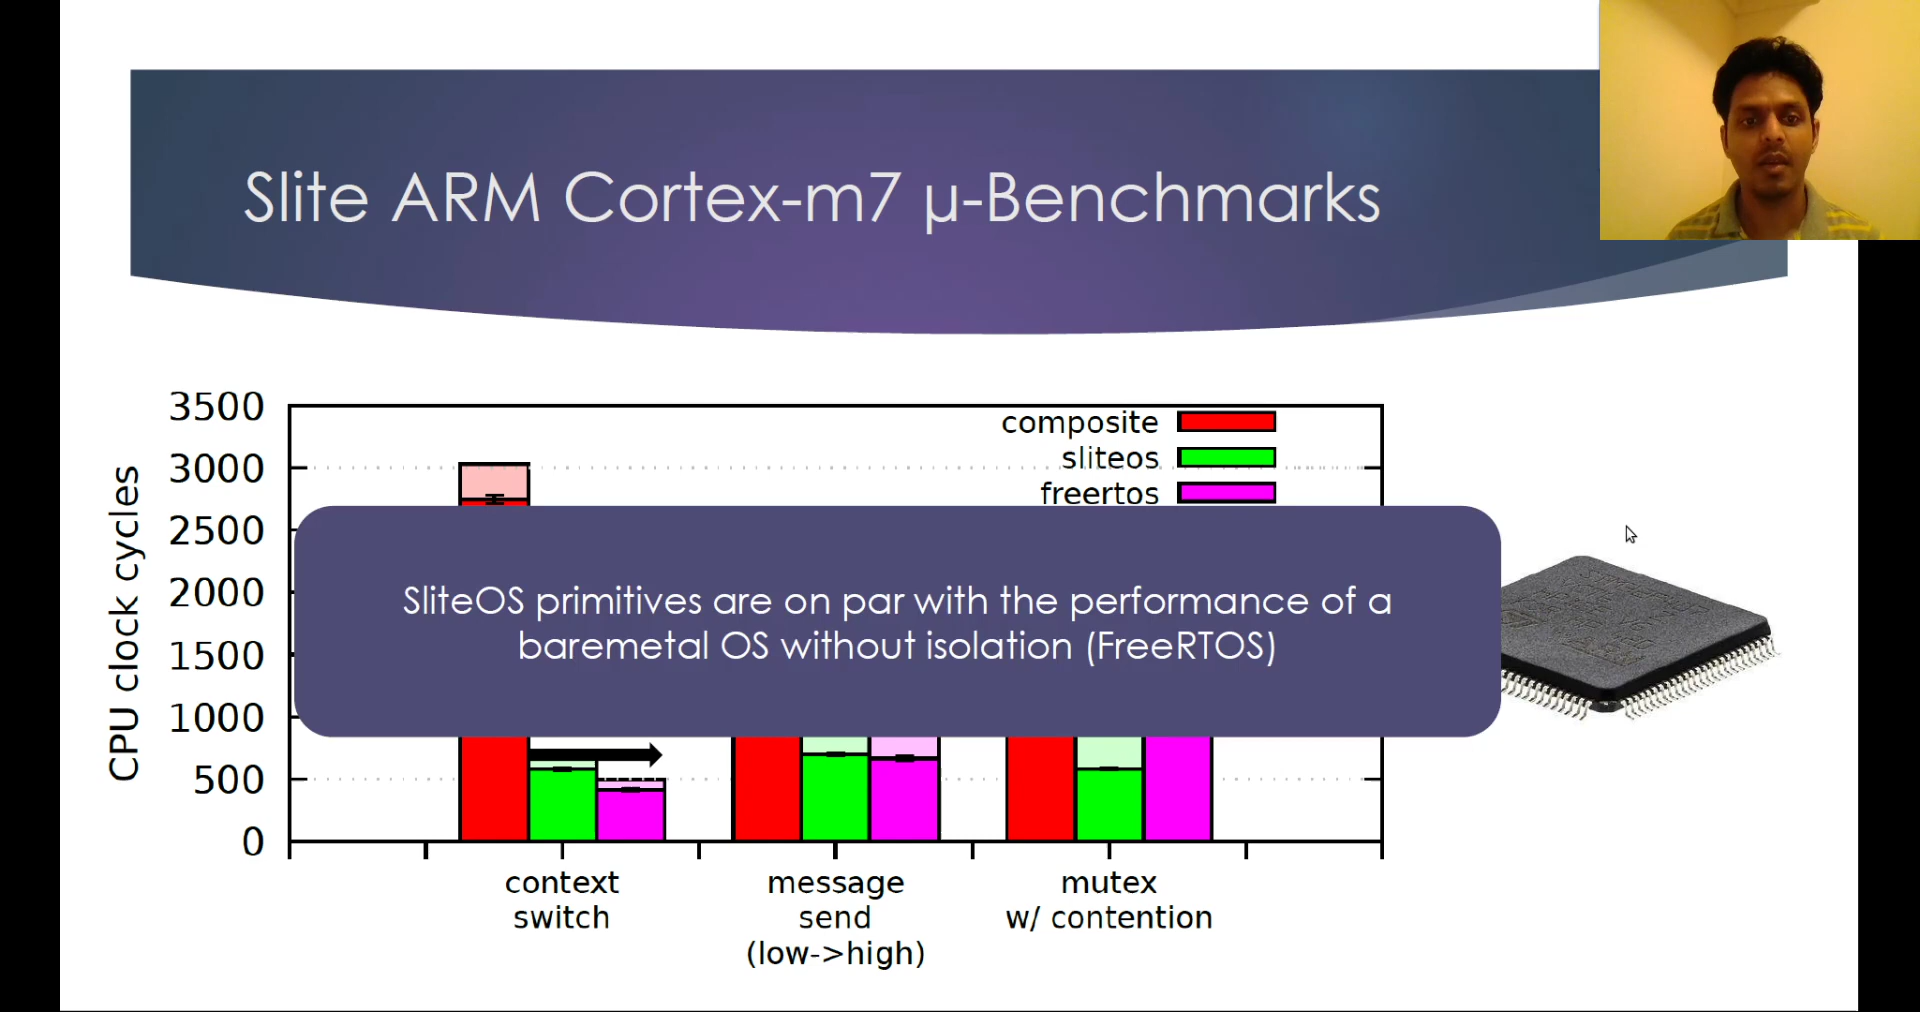 Slite ARM Cortex-m7 µ-Benchmarks
3500
3000
2500
2000
1500
1000
500
0
CPU clock cycles
composite
sliteos
freertos
SliteOS primitives are on par with the performance of a
baremetal OS without isolation (FreeRTOS)
context
switch
message
send
(low->high)
mutex
w/ contention